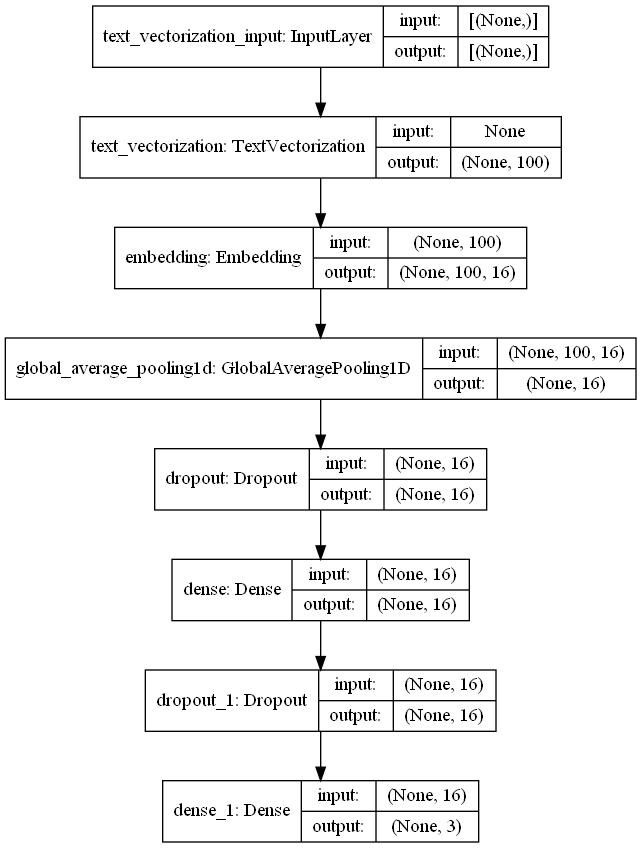 text_vectorization_input: InputLayer
input: [(None,)]
output: [(None,)]
text_vectorization: TextVectorization
input: None
output: (None, 100)
embedding: Embedding
input: (None, 100)
output: (None, 100, 16)
global_average_pooling1d: GlobalAveragePooling1D
input: (None, 100, 16)
output: (None, 16)
dropout: Dropout
input: (None, 16)
output: (None, 16)
dense: Dense
input: (None, 16)
output: (None, 16)
dropout_1: Dropout
input: (None, 16)
output: (None, 16)
dense_1: Dense
input: (None, 16)
output: (None, 3)